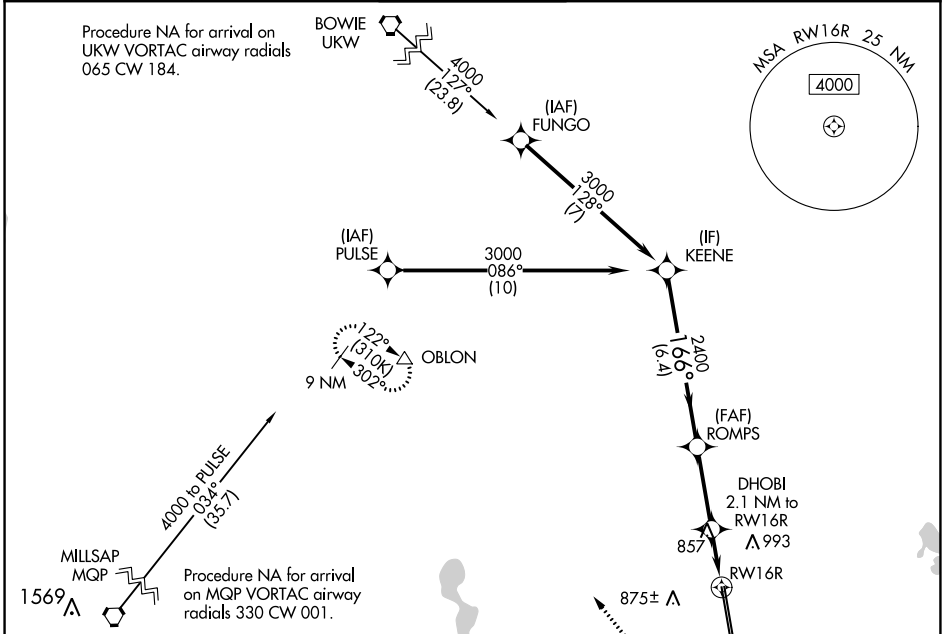 Procedure NA for arrival on
UKW VORTAC airway radials
065 CW 184.
BOWIE
UKW
4000
127°
(23.8)
(IAF)
FUNGO
MSA RW16R 25 NM
4000
3000
128°
(7)
(IAF)
PULSE
3000
086°
(10)
(IF)
KEENE
122°
(310K)
302°
OBLON
9 NM
2400
166°
(6.4)
(FAF)
ROMPS
4000 to PULSE
034°
(35.7)
DHOBI
2.1 NM to
RW16R
857
993
MILLSAP
MQP
1569
Procedure NA for arrival
on MQP VORTAC airway
radials 330 CW 001.
RW16R
875±